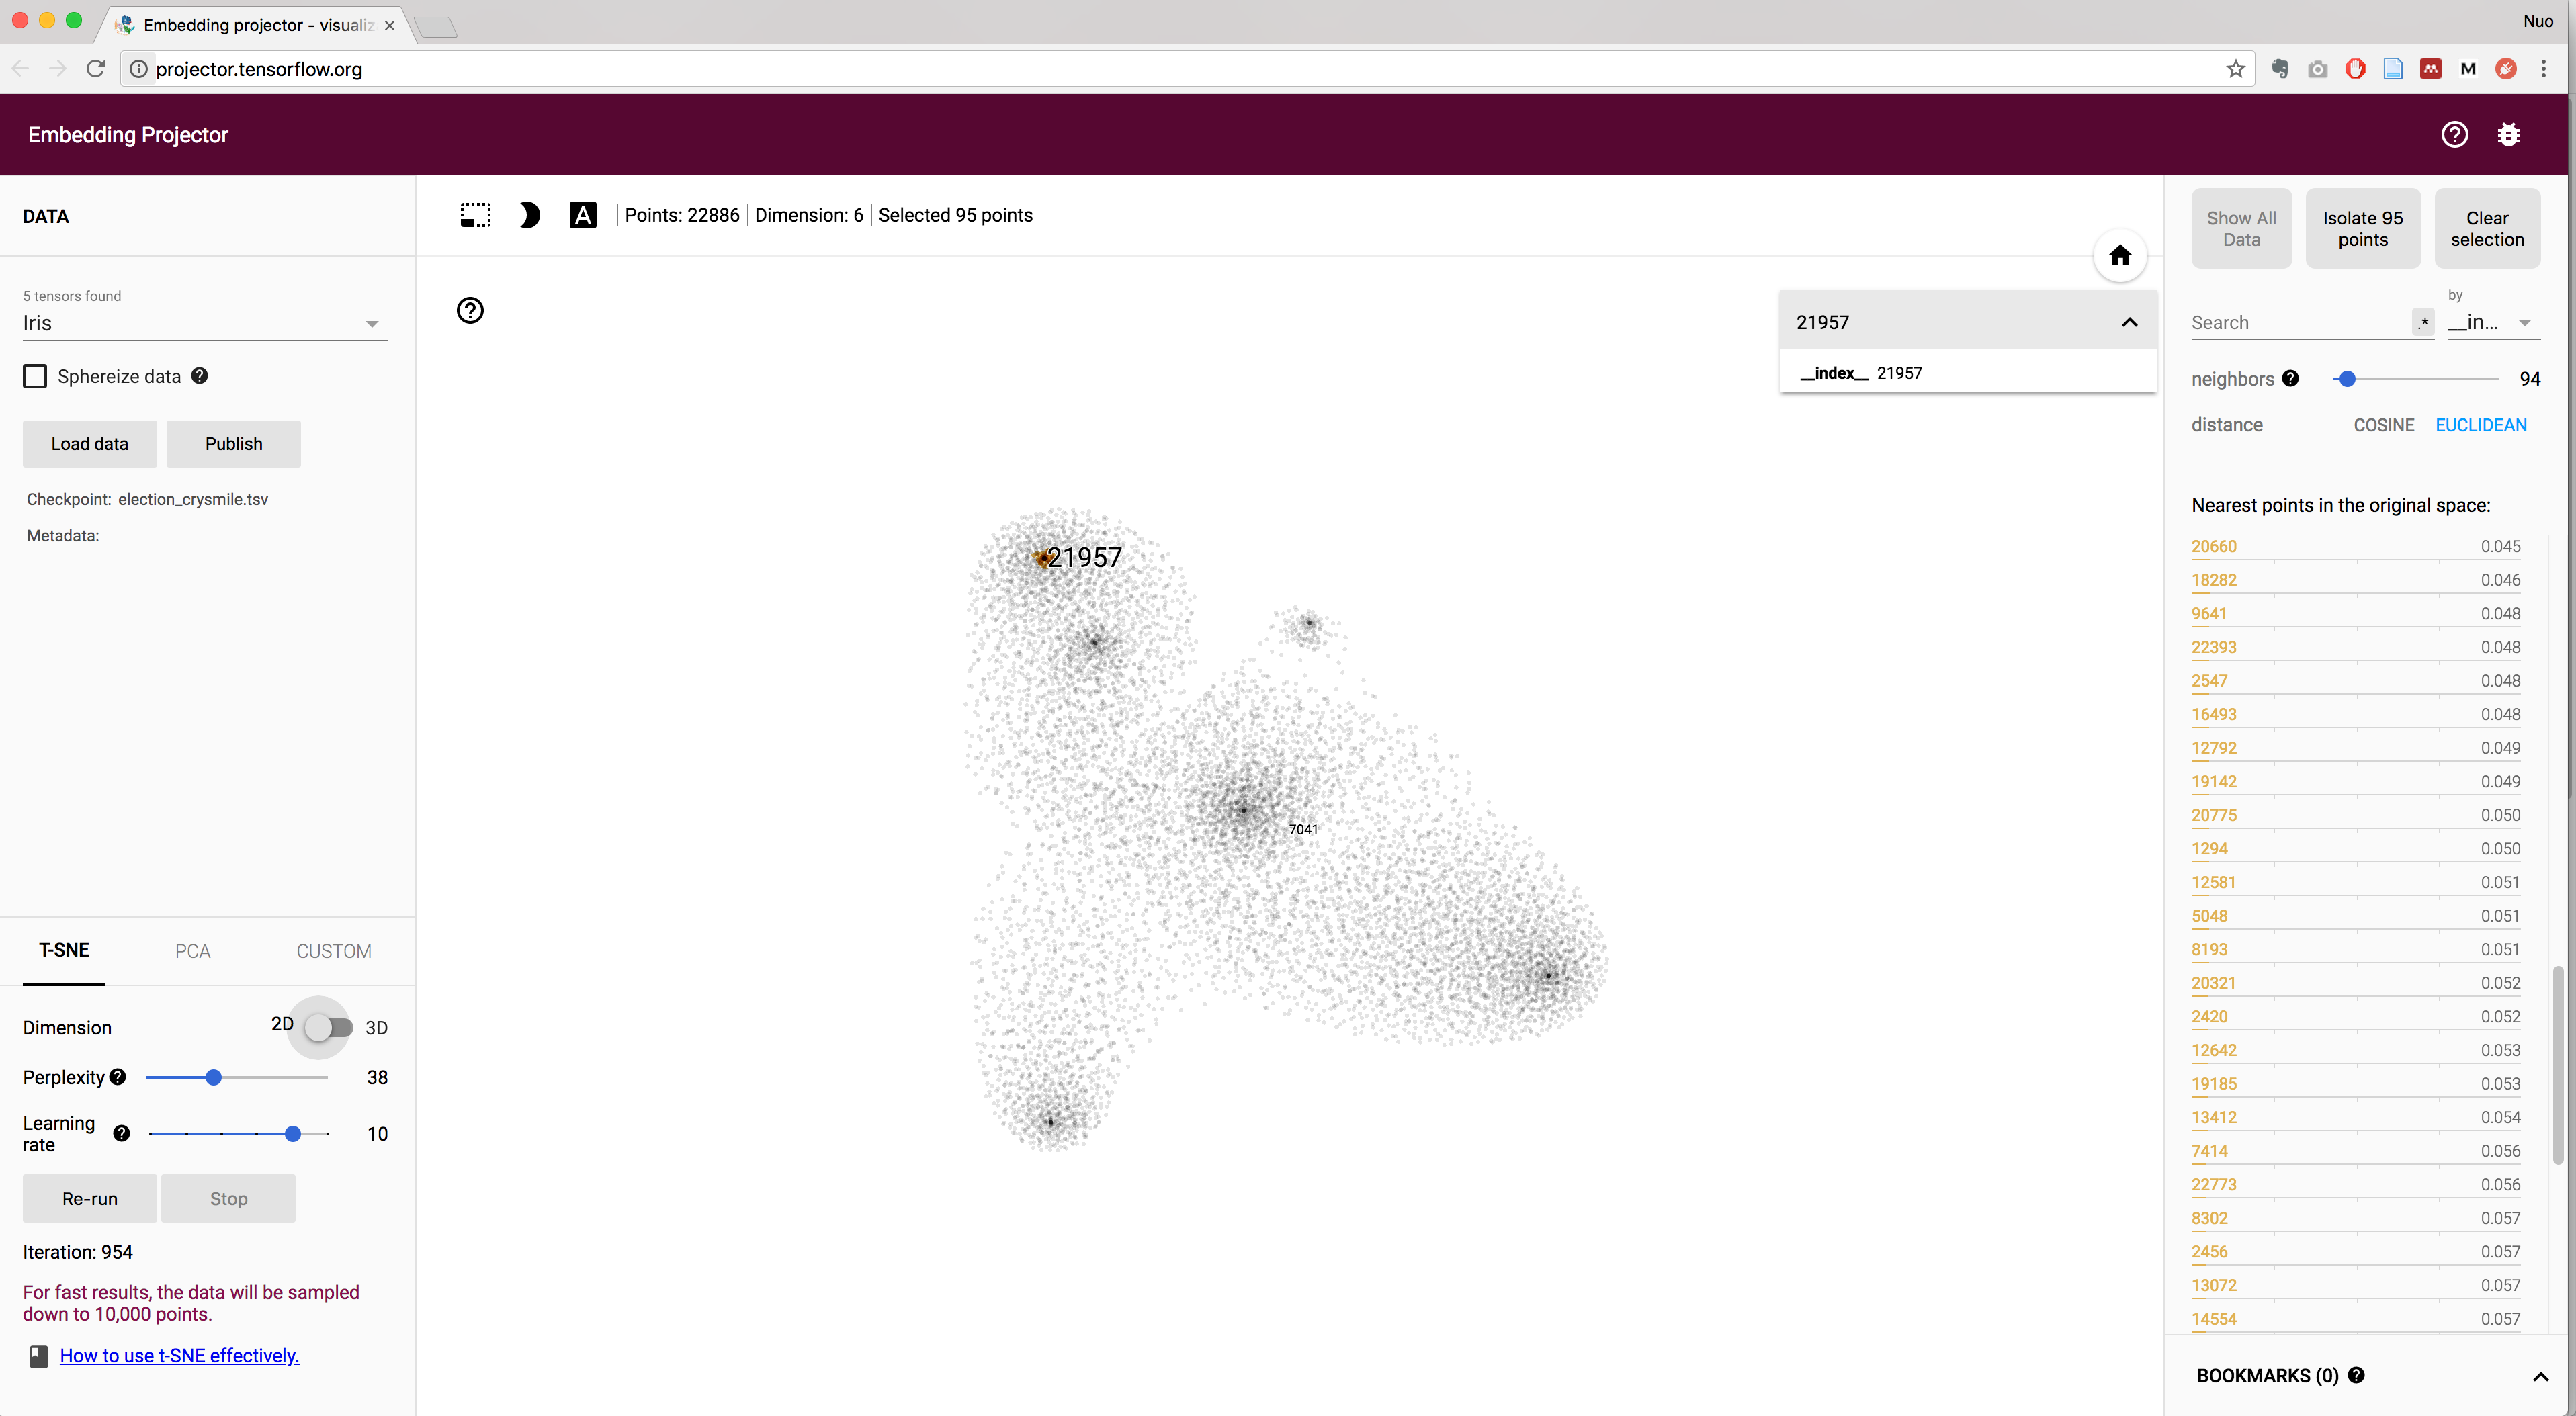 Embedding projector - visualiz
Nuo
projector.tensorflow.org
M
Embedding Projector
DATA
5 tensors found
Iris
Sphereize data
Load data
Publish
Checkpoint: election_crysmile.tsv
Metadata:
T-SNE
PCA
CUSTOM
Dimension
2D
3D
Perplexity
38
Learning
rate
10
Re-run
Stop
Iteration: 954
For fast results, the data will be sampled
down to 10,000 points.
How to use t-SNE effectively.
A
Points: 22886 | Dimension: 6 | Selected 95 points
21957
__index__ 21957
21957
7041
Show All
Data
Isolate 95
points
Clear
selection
Search
.*
by
__in...
neighbors
94
distance
COSINE
EUCLIDEAN
Nearest points in the original space:
20660 0.045
18282 0.046
9641 0.048
22393 0.048
2547 0.048
16493 0.048
12792 0.049
19142 0.049
20775 0.050
1294 0.050
12581 0.051
5048 0.051
8193 0.051
20321 0.052
2420 0.052
12642 0.053
19185 0.053
13412 0.054
7414 0.056
22773 0.056
8302 0.057
2456 0.057
13072 0.057
14554 0.057
BOOKMARKS (0)